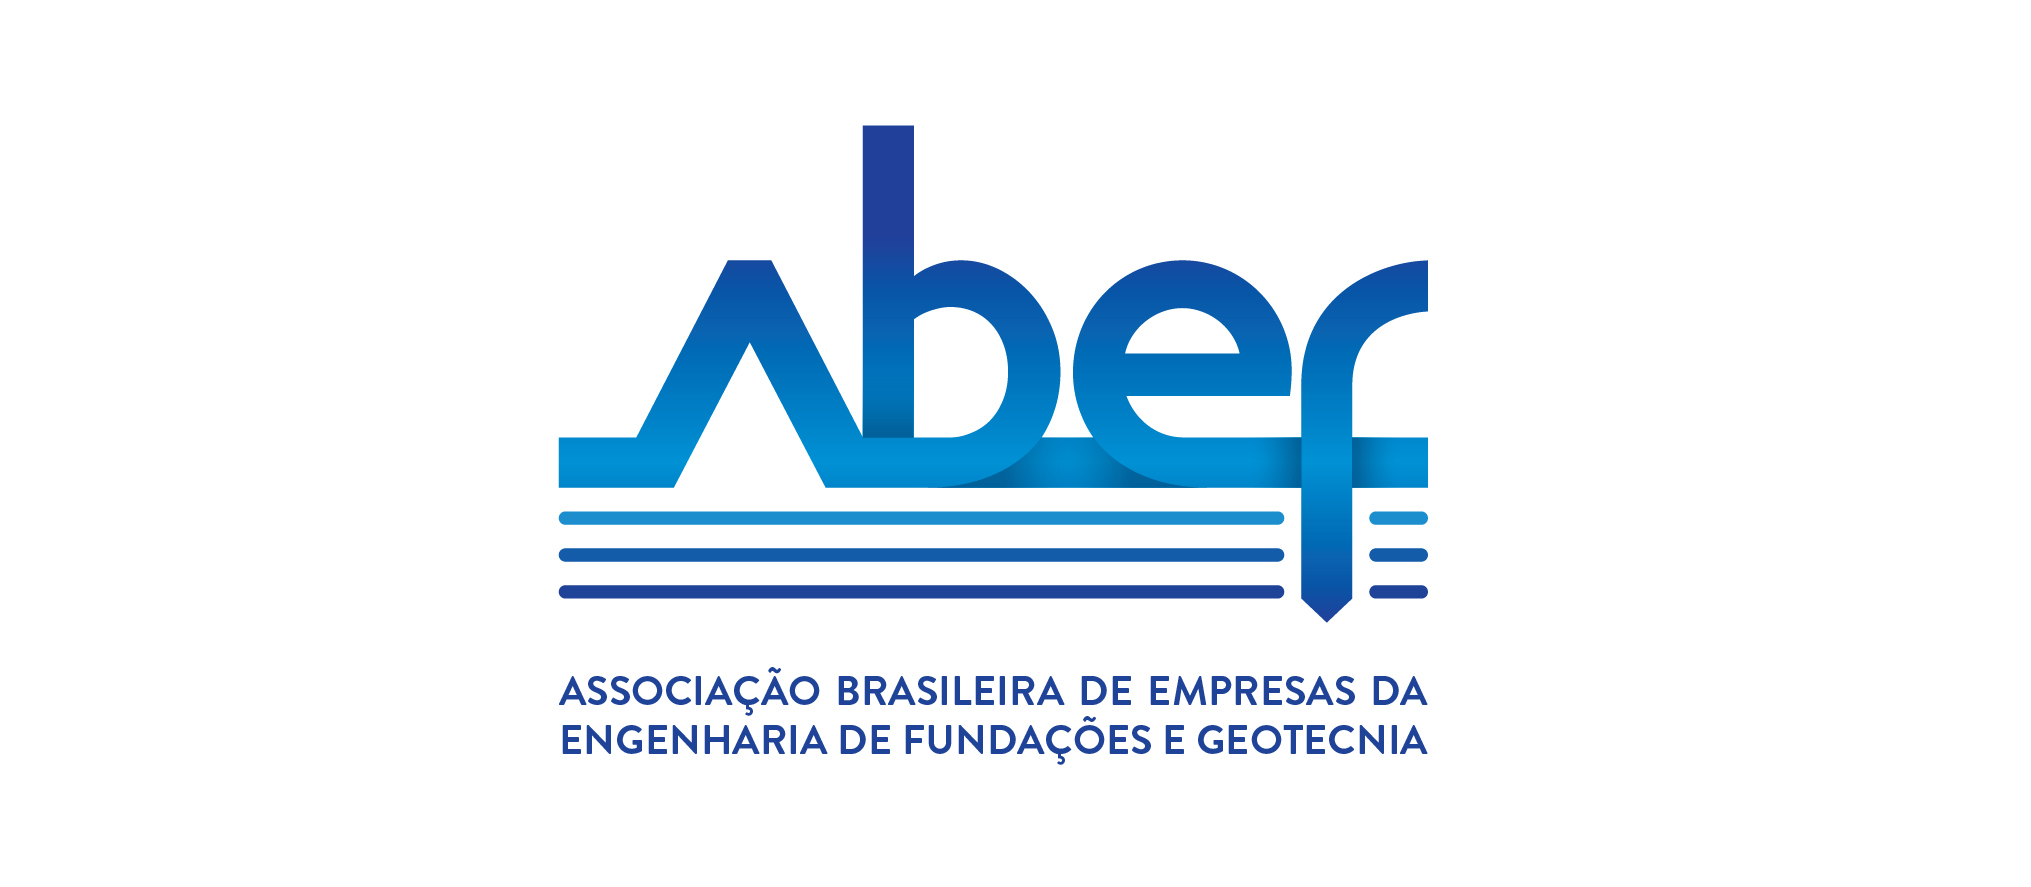 Abef
ASSOCIAÇÃO BRASILEIRA DE EMPRESAS DA
ENGENHARIA DE FUNDAÇÕES E GEOTECNIA